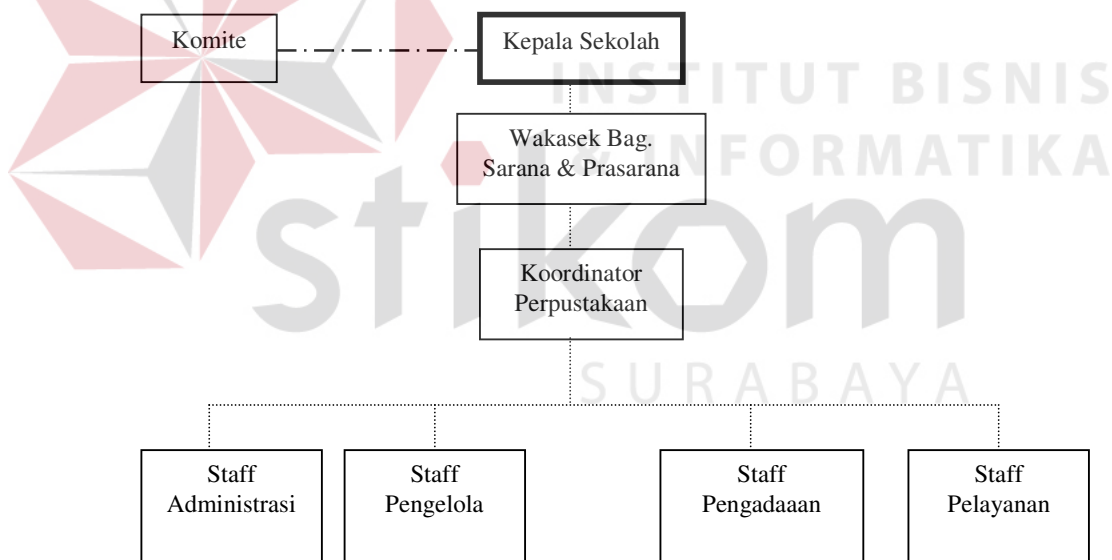 Komite
Kepala Sekolah
INSTITUT BISNIS
Wakasek Bag.
Sarana & Prasarana
& INFORMATIKA
stikom
Koordinator
Perpustakaan
SURABAYA
Staff
Administrasi
Staff
Pengelola
Staff
Pengadaaan
Staff
Pelayanan